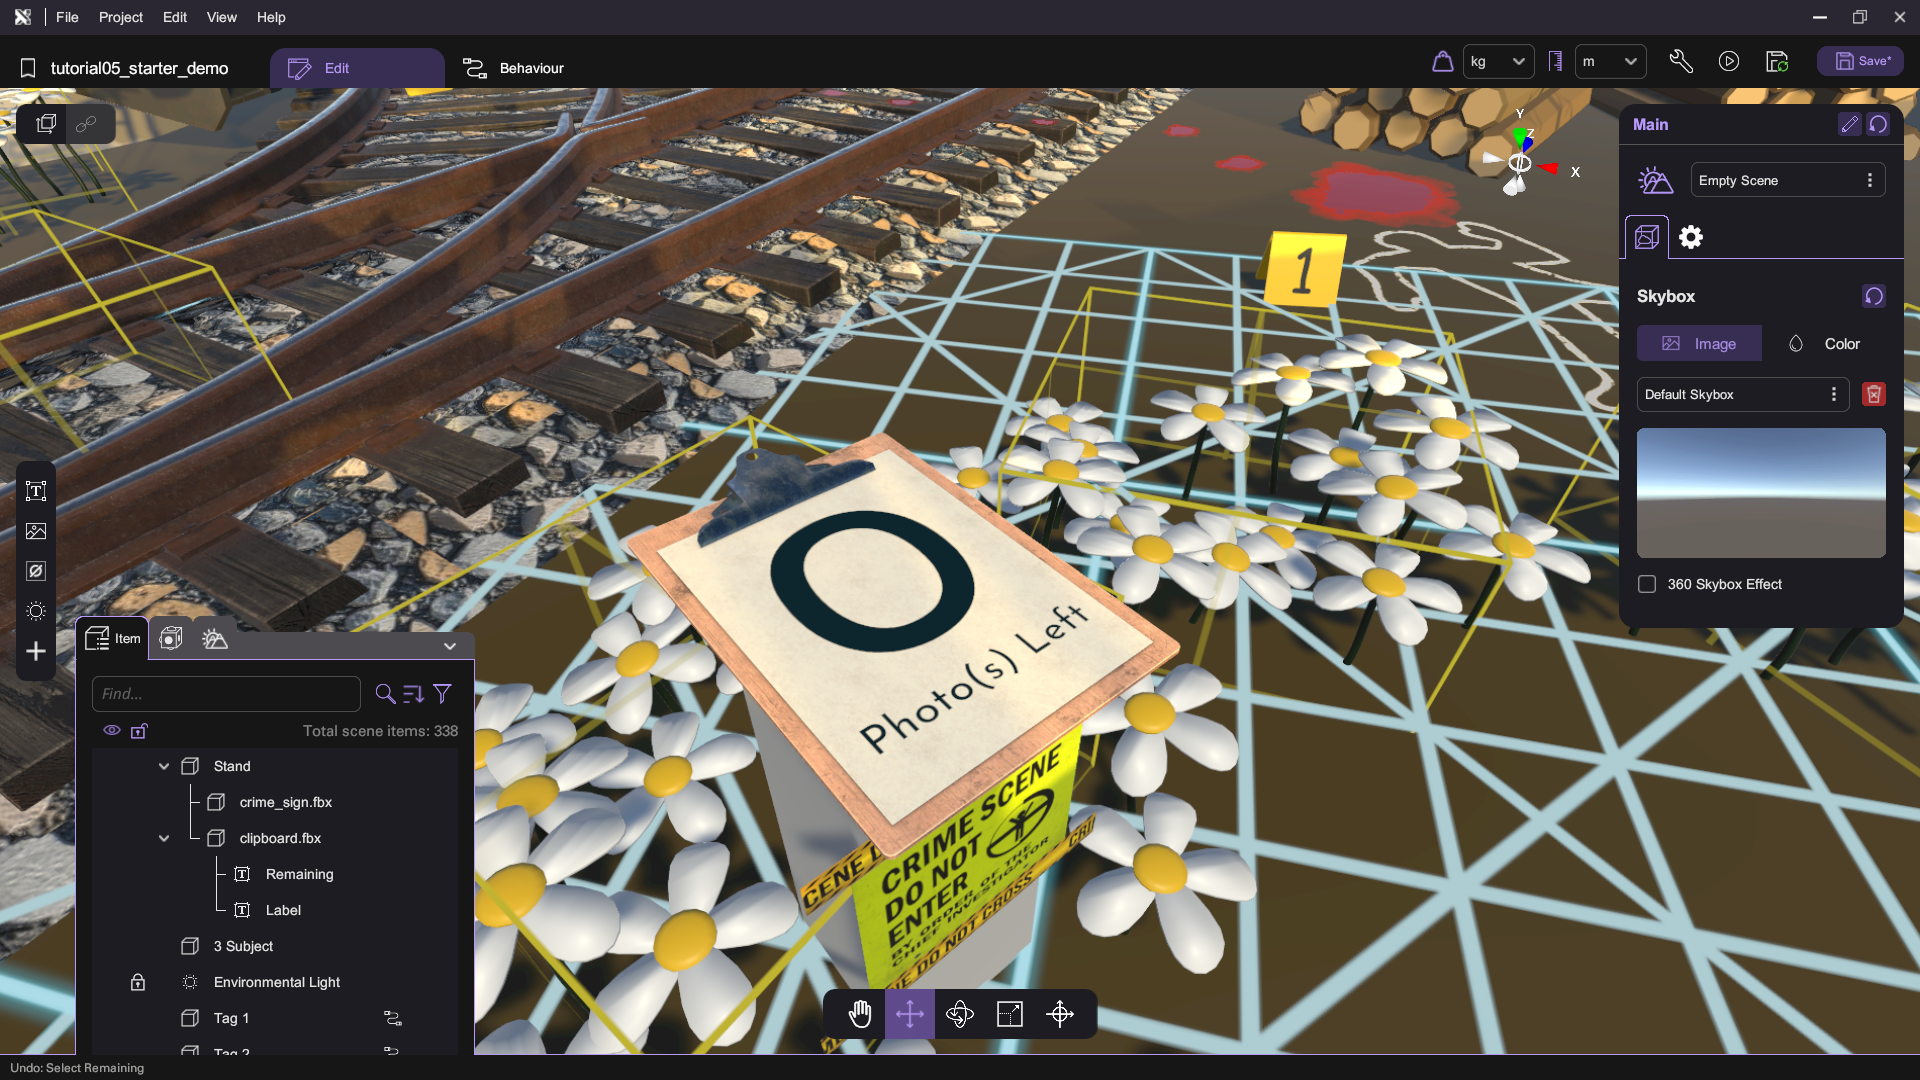 File Project Edit View Help
tutorial05_starter_demo Edit Behaviour kg m Save*
Y
Z
X
1
Main
Empty Scene
Skybox
Image Color
Default Skybox
360 Skybox Effect
O
Photo(s) Left
CRIME SCENE
DO NOT
ENTER
BY ORDER OF THE
CHIEF INVESTIGATOR
DO NOT CROSS
Item
Find...
Total scene items: 338
Stand
crime_sign.fbx
clipboard.fbx
Remaining
Label
3 Subject
Environmental Light
Tag 1
Tag 2
Undo: Select Remaining